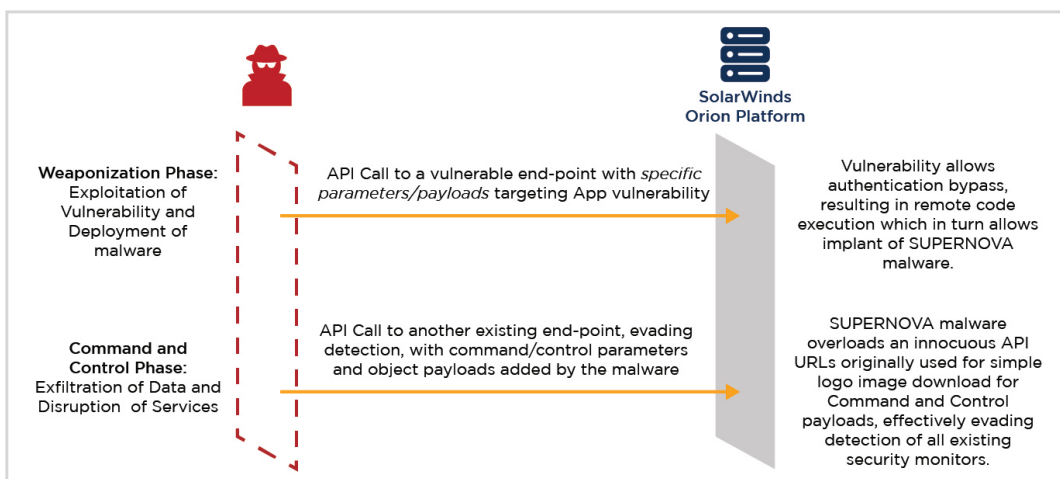 SolarWinds
Orion Platform
Weaponization Phase:
Exploitation of
Vulnerability and
Deployment of
malware
API Call to a vulnerable end-point with specific
parameters/payloads targeting App vulnerability
Vulnerability allows
authentication bypass,
resulting in remote code
execution which in turn allows
implant of SUPERNOVA
malware.
Command and
Control Phase:
Exfiltration of Data and
Disruption of Services
API Call to another existing end-point, evading
detection, with command/control parameters
and object payloads added by the malware
SUPERNOVA malware
overloads an innocuous API
URLs originally used for simple
logo image download for
Command and Control
payloads, effectively evading
detection of all existing
security monitors.